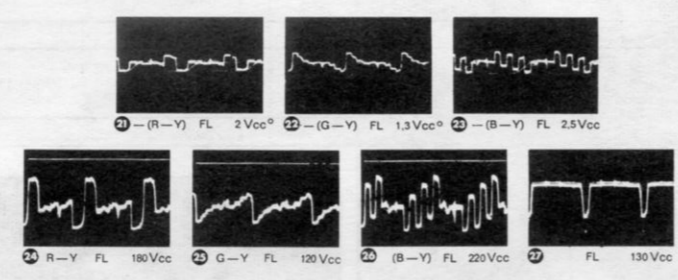 21 —(R—Y) FL 2 Vcc°
22 —(G—Y) FL 1,3 Vcc°
23 —(B—Y) FL 2,5 Vcc
24 R—Y FL 180 Vcc
25 G—Y FL 120 Vcc
26 (B—Y) FL 220 Vcc
27 FL 130 Vcc